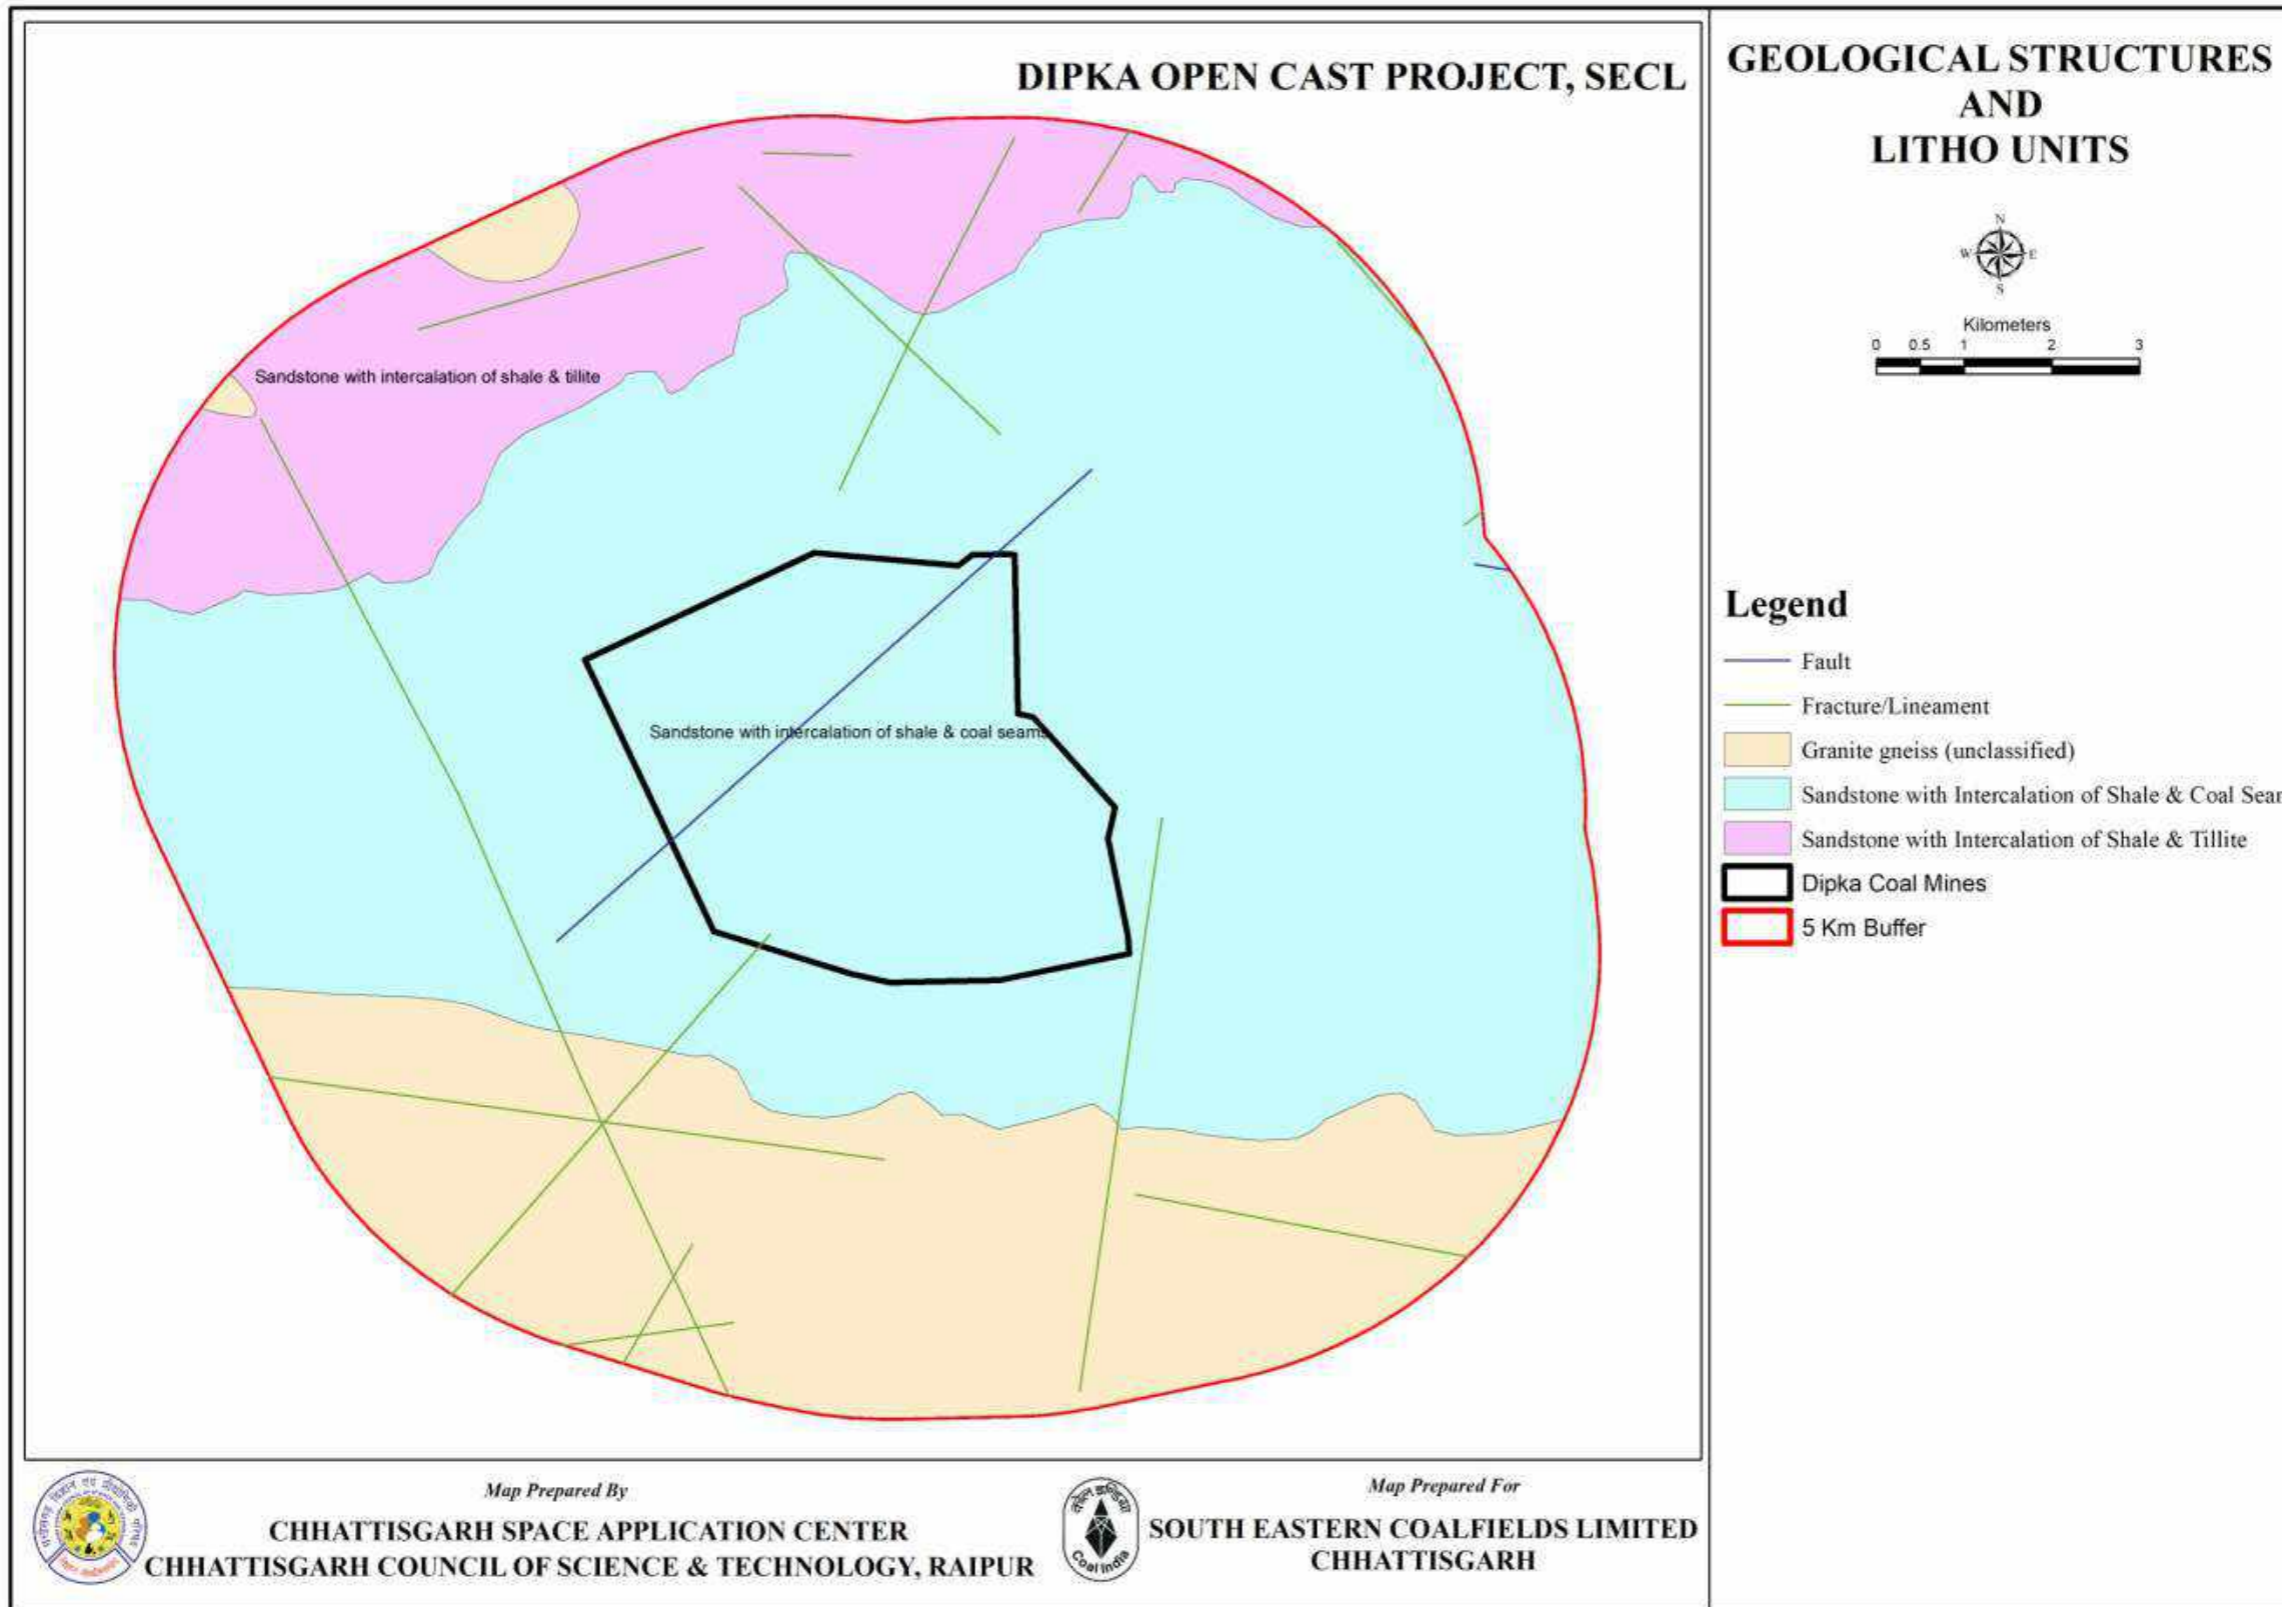 DIPKA OPEN CAST PROJECT, SECL
Sandstone with intercalation of shale & tillite
Sandstone with intercalation of shale & coal seams
GEOLOGICAL STRUCTURES
AND
LITHO UNITS
N
W E
S
Kilometers
0 0.5 1 2 3
Legend
Fault
Fracture/Lineament
Granite gneiss (unclassified)
Sandstone with Intercalation of Shale & Coal Sear
Sandstone with Intercalation of Shale & Tillite
Dipka Coal Mines
5 Km Buffer
Map Prepared By
CHHATTISGARH SPACE APPLICATION CENTER
CHHATTISGARH COUNCIL OF SCIENCE & TECHNOLOGY, RAIPUR
कोल इण्डिया
Coal India
Map Prepared For
SOUTH EASTERN COALFIELDS LIMITED
CHHATTISGARH